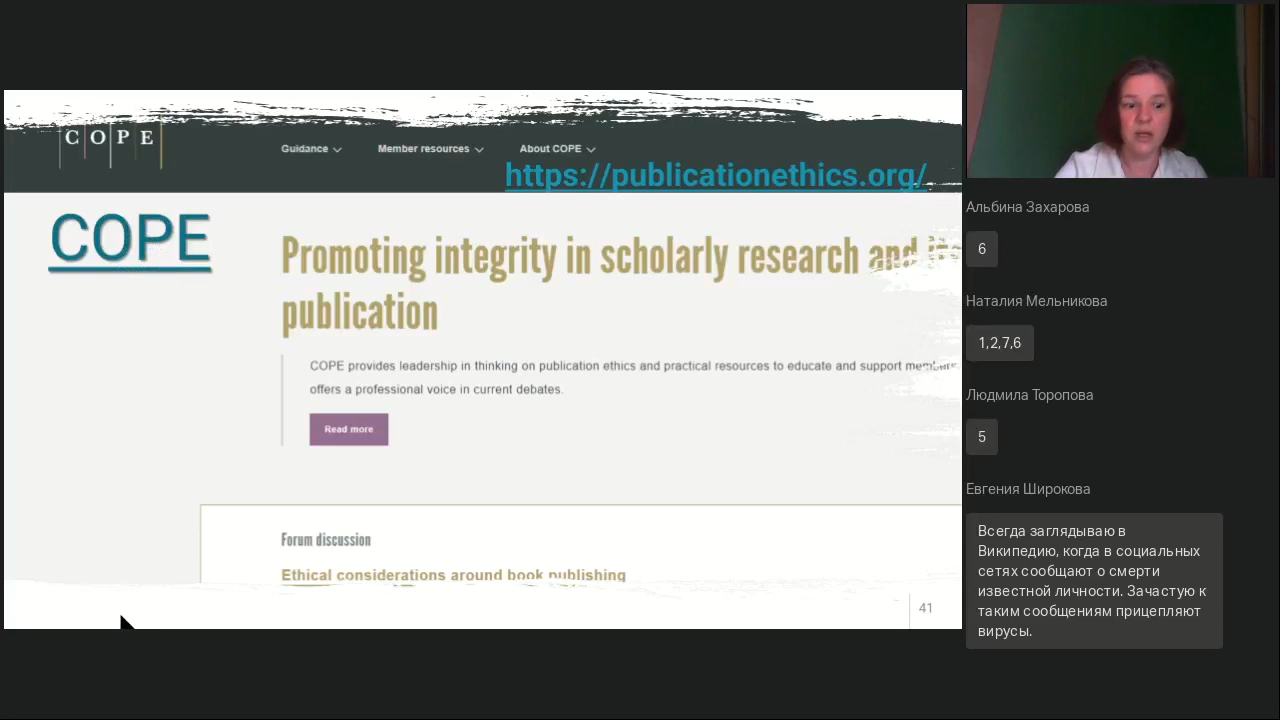 COPE
Guidance
Member resources
About COPE
https://publicationethics.org/
COPE
Promoting integrity in scholarly research and its
publication
COPE provides leadership in thinking on publication ethics and practical resources to educate and support members
offers a professional voice in current debates.
Read more
Forum discussion
Ethical considerations around book publishing
41
Альбина Захарова
6
Наталия Мельникова
1,2,7,6
Людмила Торопова
5
Евгения Широкова
Всегда заглядываю в
Википедию, когда в социальных
сетях сообщают о смерти
известной личности. Зачастую к
таким сообщениям прицепляют
вирусы.